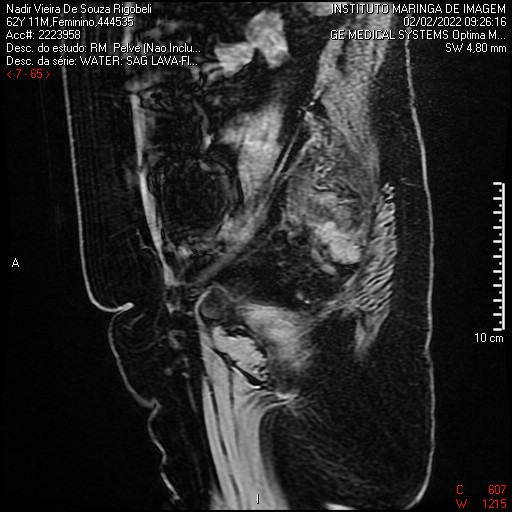 Nadir Vieira De Souza Rigobeli
INSTITUTO MARINGA DE IMAGEM
62Y 11M,Feminino,444535
02/02/2022 09:26:16
Acc#: 2223958
GE MEDICAL SYSTEMS Optima M...
Desc. do estudo: RM Pelve (Nao Inclu...
SW 4,80 mm
Desc. da série: WATER: SAG LAVA-Fl...
< 7 - 65 >
A
10 cm
I
C 607
W 1215